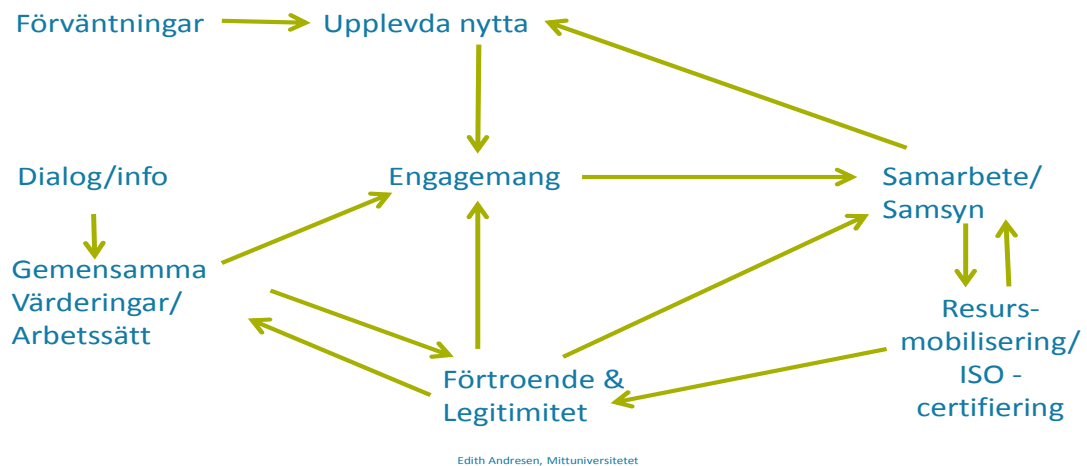 Förväntningar
Upplevda nytta
Dialog/info
Engagemang
Samarbete/
Samsyn
Gemensamma
Värderingar/
Arbetssätt
Resurs-
mobilisering/
ISO -
certifiering
Förtroende &
Legitimitet
Edith Andresen, Mittuniversitetet